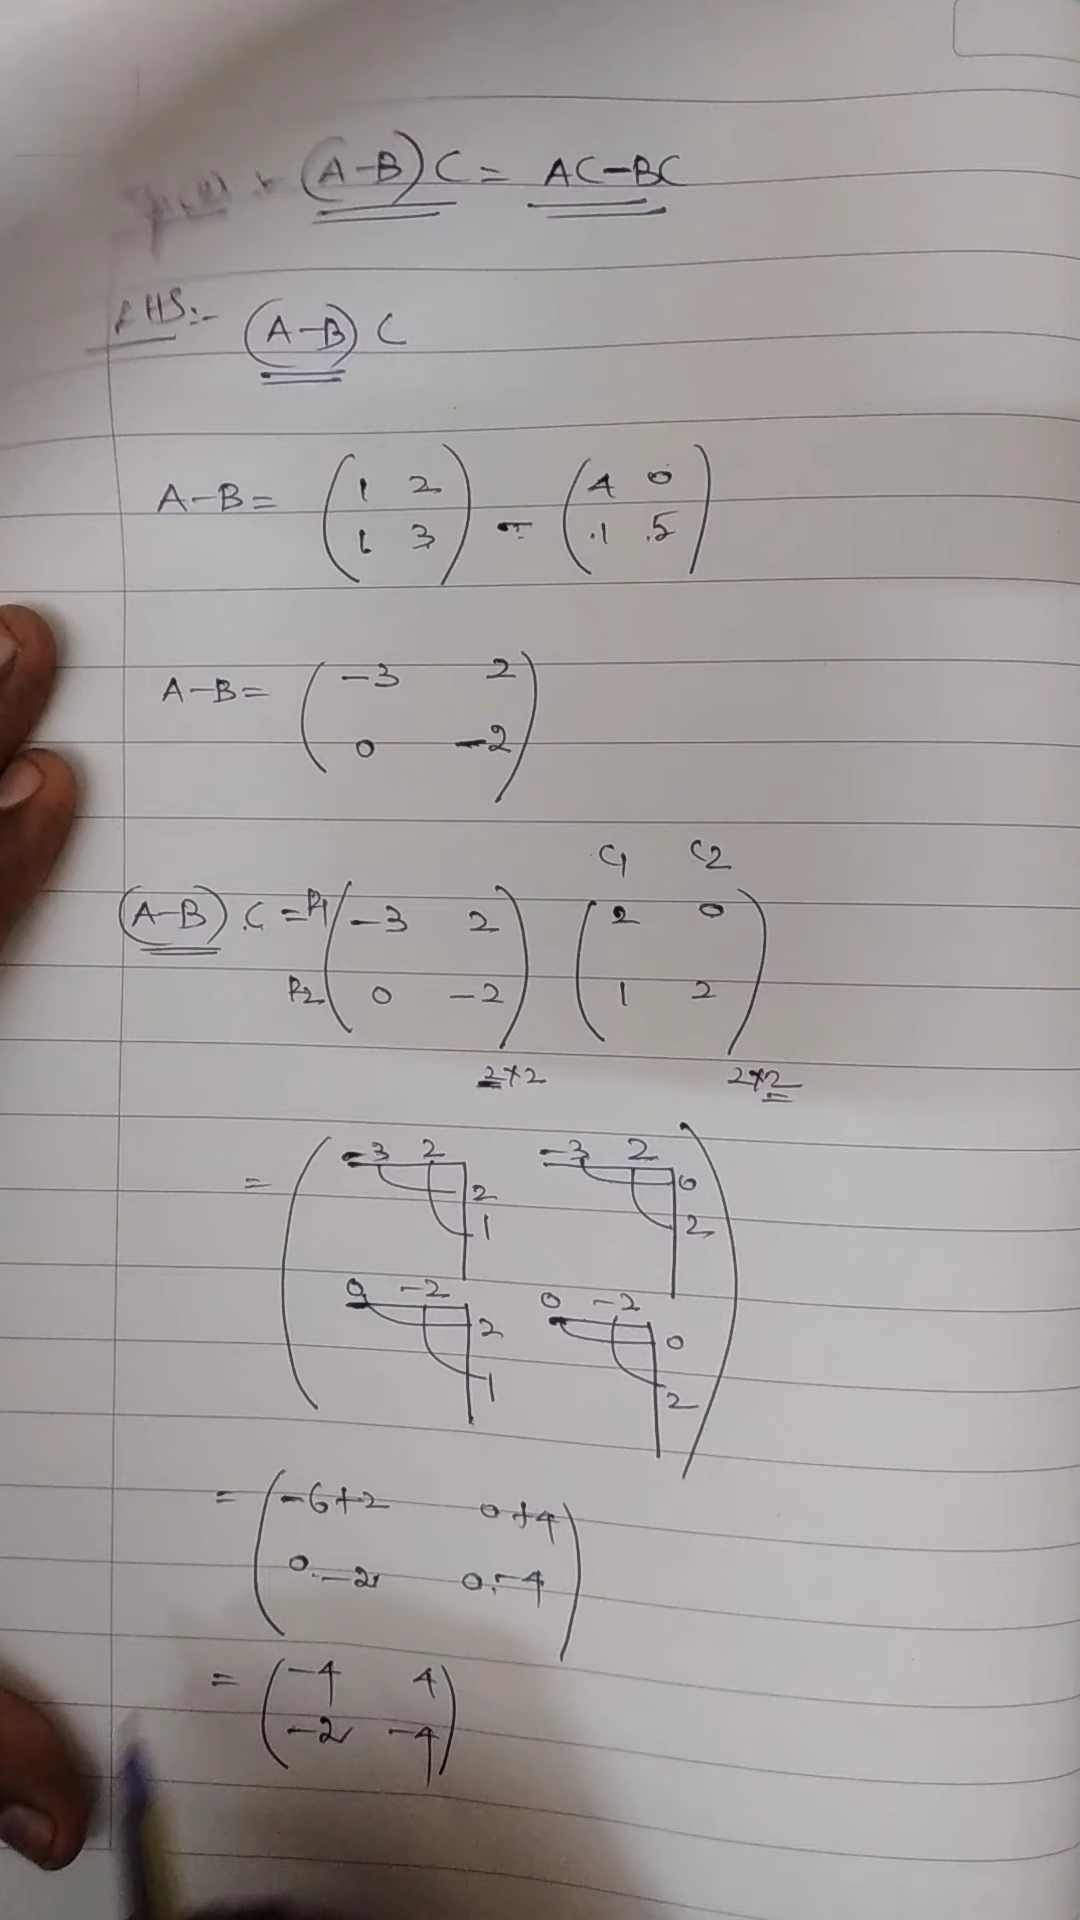 (A-B) C = AC-BC
LHS:- (A-B) C
A-B = ( 1 2 ) - ( 4 0 )
( 1 3 ) ( .1 .5 )
A-B = ( -3 2 )
( 0 -2 )
C1 C2
(A-B) .C = R1 ( -3 2 ) ( 2 0 )
R2 ( 0 -2 ) ( 1 2 )
2×2 2×2
= ( -3 2 -3 2
2 0
1 2
0 -2 0 -2
2 0
1 2 )
= ( -6+2 0+4 )
( 0.-2 0.-4 )
= ( -4 4 )
( -2 -4 )